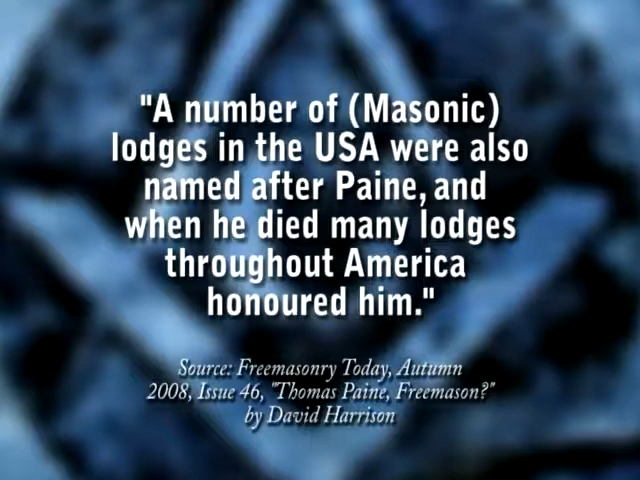 "A number of (Masonic)
lodges in the USA were also
named after Paine, and
when he died many lodges
throughout America
honoured him."
Source: Freemasonry Today, Autumn
2008, Issue 46, "Thomas Paine, Freemason?"
by David Harrison